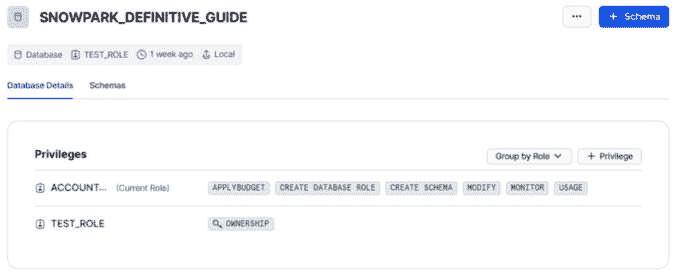 SNOWPARK_DEFINITIVE_GUIDE
... + Schema
Database TEST_ROLE 1 week ago Local
Database Details Schemas
Privileges
Group by Role + Privilege
ACCOUNT... (Current Role) APPLYBUDGET CREATE DATABASE ROLE CREATE SCHEMA MODIFY MONITOR USAGE
TEST_ROLE OWNERSHIP